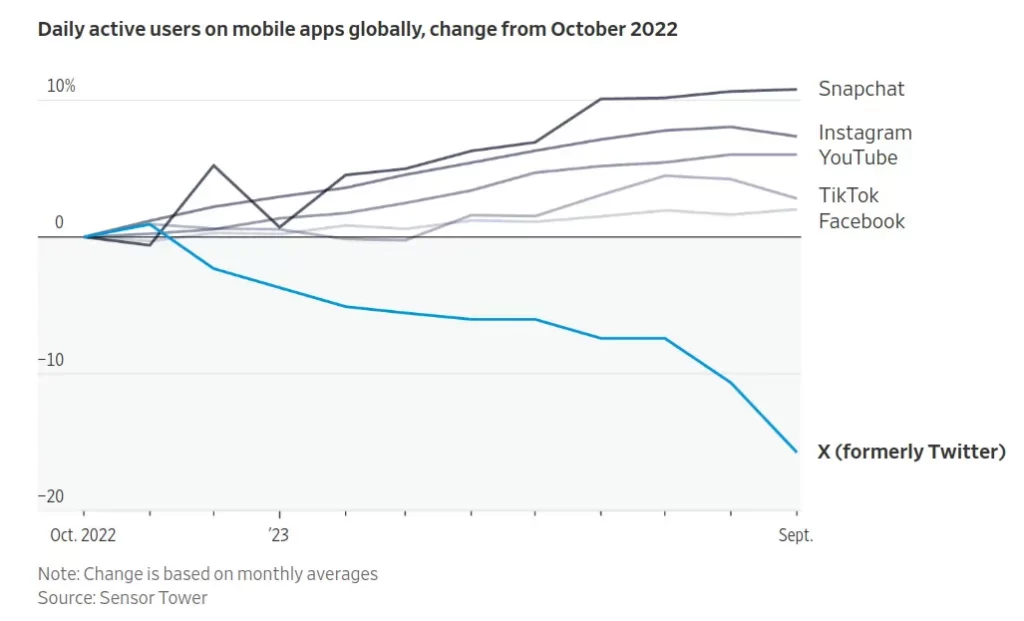 Daily active users on mobile apps globally, change from October 2022
10%
Snapchat
Instagram
YouTube
TikTok
0
Facebook
−10
X (formerly Twitter)
−20
Oct. 2022 ’23 Sept.
Note: Change is based on monthly averages
Source: Sensor Tower